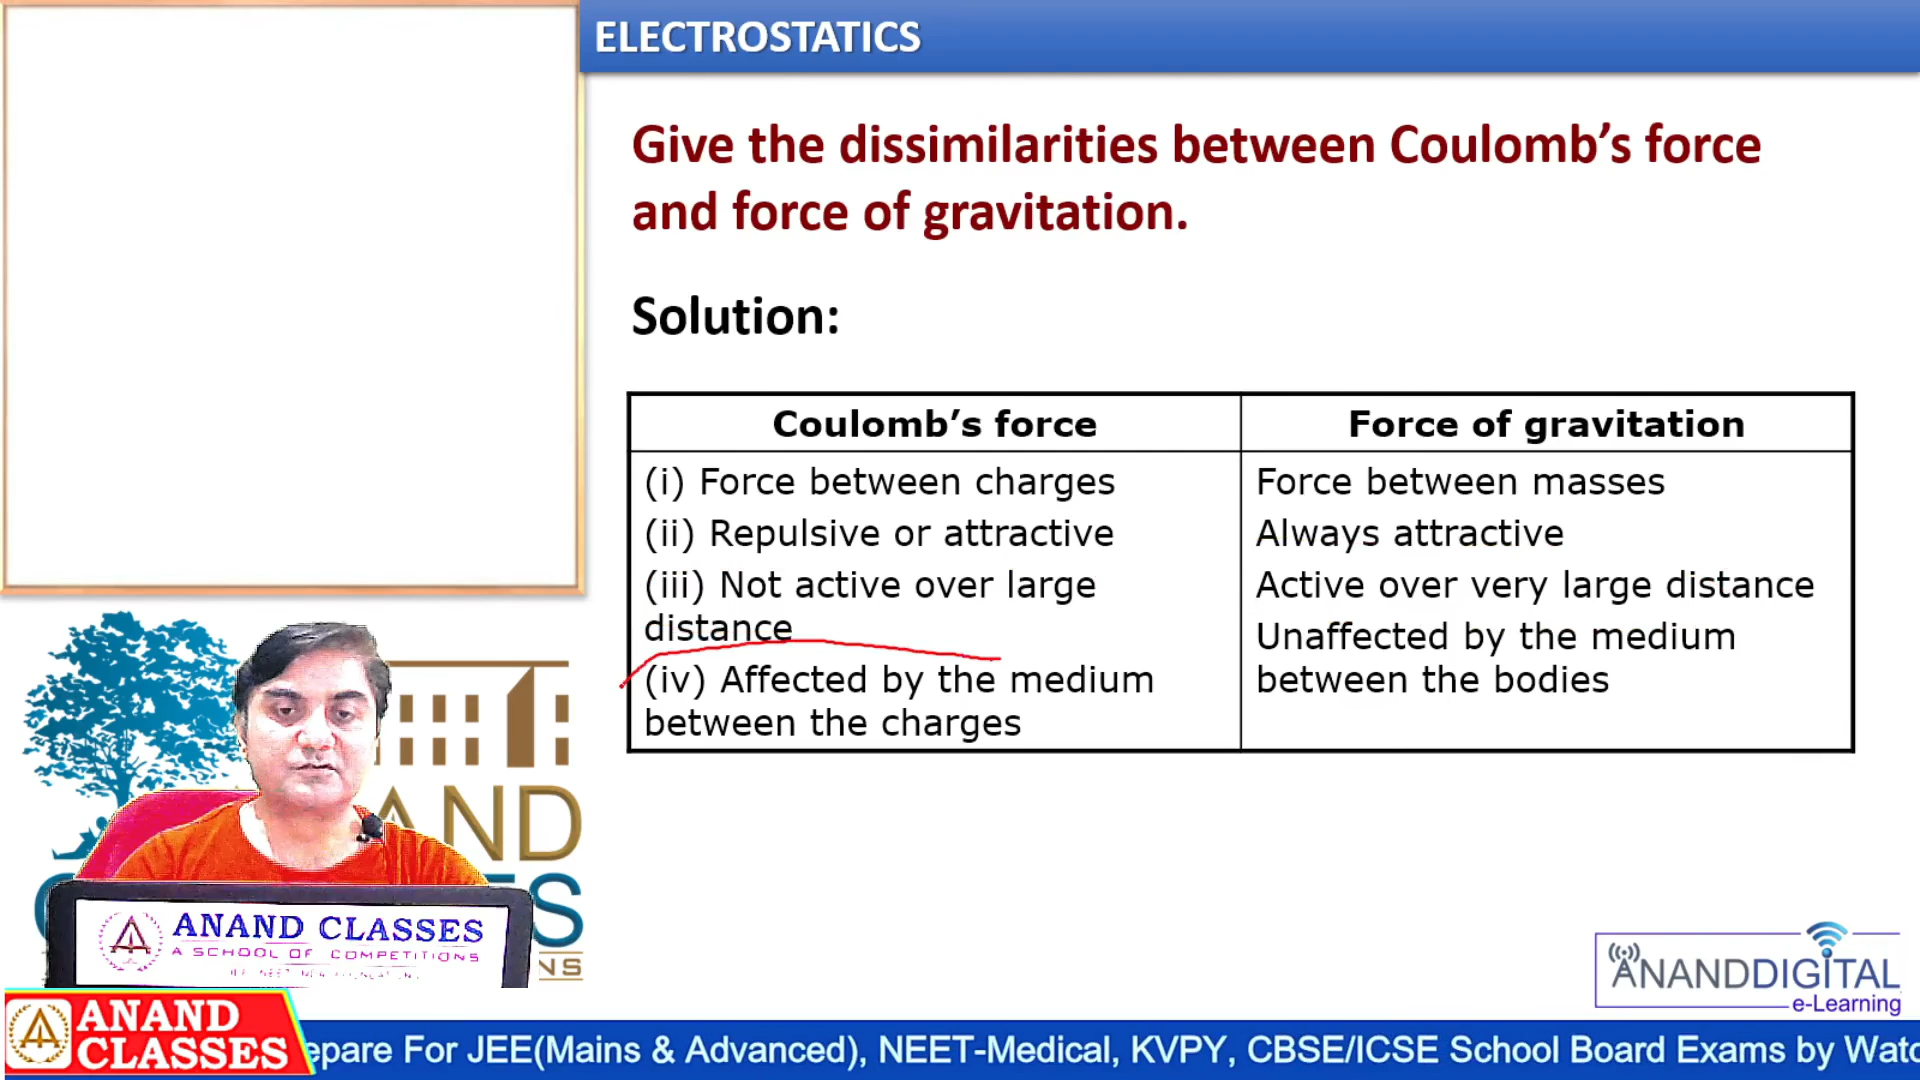 ELECTROSTATICS
Give the dissimilarities between Coulomb’s force
and force of gravitation.
Solution:
Coulomb’s force
Force of gravitation
(i) Force between charges
(ii) Repulsive or attractive
(iii) Not active over large
distance
(iv) Affected by the medium
between the charges
Force between masses
Always attractive
Active over very large distance
Unaffected by the medium
between the bodies
AND
ES
NS
ANAND CLASSES
A SCHOOL OF COMPETITIONS
ANANDDIGITAL
e-Learning
ANAND
CLASSES
epare For JEE(Mains & Advanced), NEET-Medical, KVPY, CBSE/ICSE School Board Exams by Watc